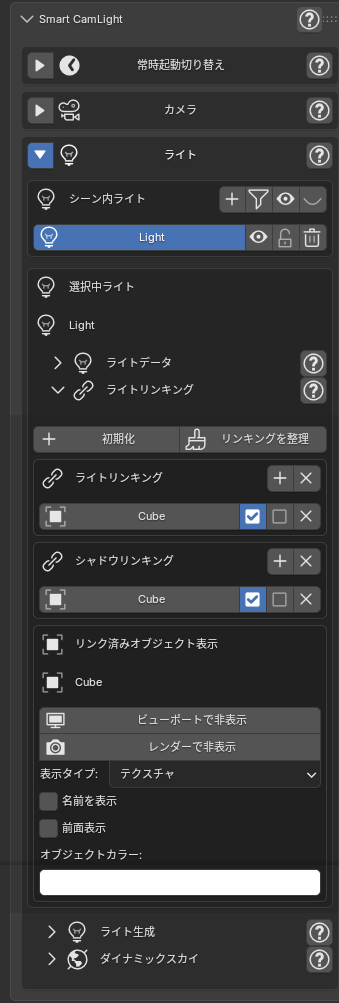 Smart CamLight
常時起動切り替え
カメラ
ライト
シーン内ライト
Light
選択中ライト
Light
ライトデータ
ライトリンキング
初期化 リンキングを整理
ライトリンキング
Cube
シャドウリンキング
Cube
リンク済みオブジェクト表示
Cube
ビューポートで非表示
レンダーで非表示
表示タイプ: テクスチャ
名前を表示
前面表示
オブジェクトカラー:
ライト生成
ダイナミックスカイ